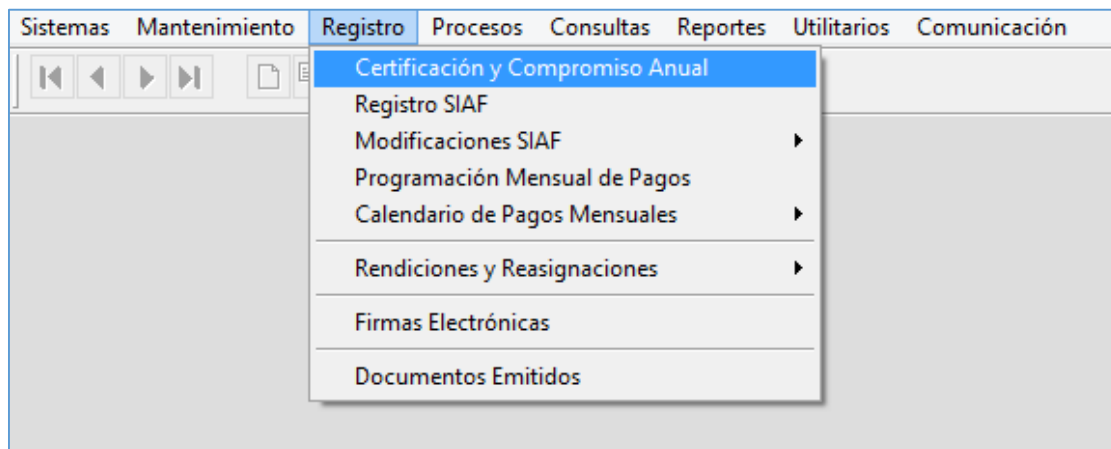 Sistemas Mantenimiento Registro Procesos Consultas Reportes Utilitarios Comunicación
Certificación y Compromiso Anual
Registro SIAF
Modificaciones SIAF
Programación Mensual de Pagos
Calendario de Pagos Mensuales
Rendiciones y Reasignaciones
Firmas Electrónicas
Documentos Emitidos